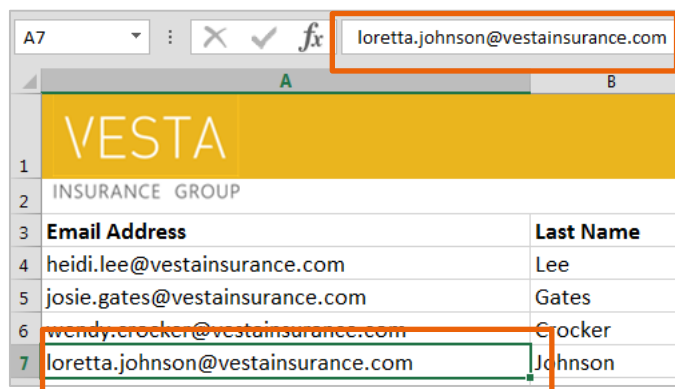 A7 fx loretta.johnson@vestainsurance.com
A B
1 VESTA
2 INSURANCE GROUP
3 Email Address Last Name
4 heidi.lee@vestainsurance.com Lee
5 josie.gates@vestainsurance.com Gates
6 wendy.crocker@vestainsurance.com Crocker
7 loretta.johnson@vestainsurance.com Johnson